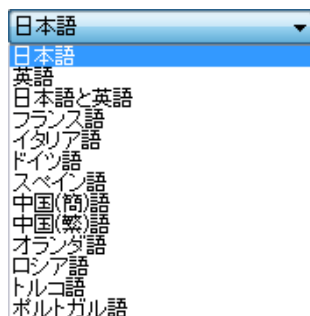 日本語
日本語
英語
日本語と英語
フランス語
イタリア語
ドイツ語
スペイン語
中国(簡)語
中国(繁)語
オランダ語
ロシア語
トルコ語
ポルトガル語